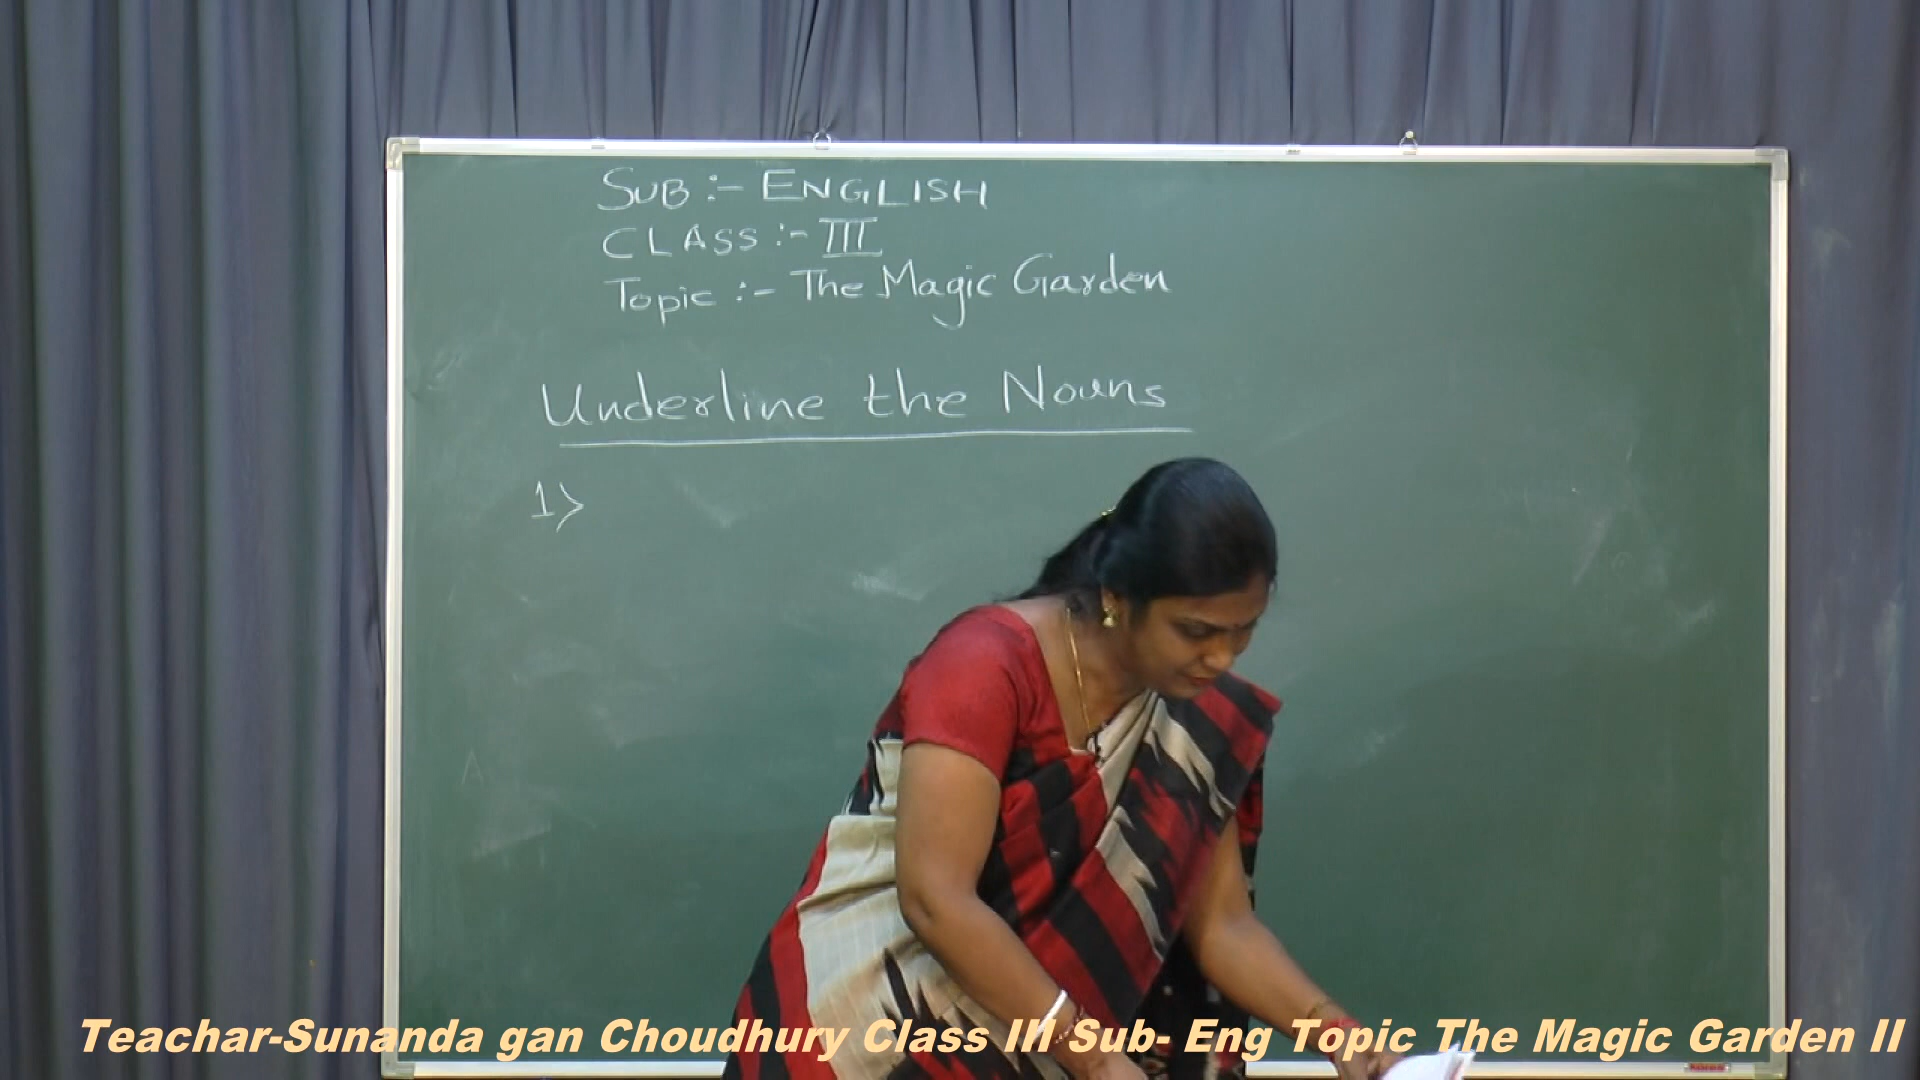 SUB :- ENGLISH
CLASS :- III
Topic :- The Magic Garden
Underline the Nouns
1>
Teachar-Sunanda gan Choudhury Class III Sub- Eng Topic The Magic Garden II